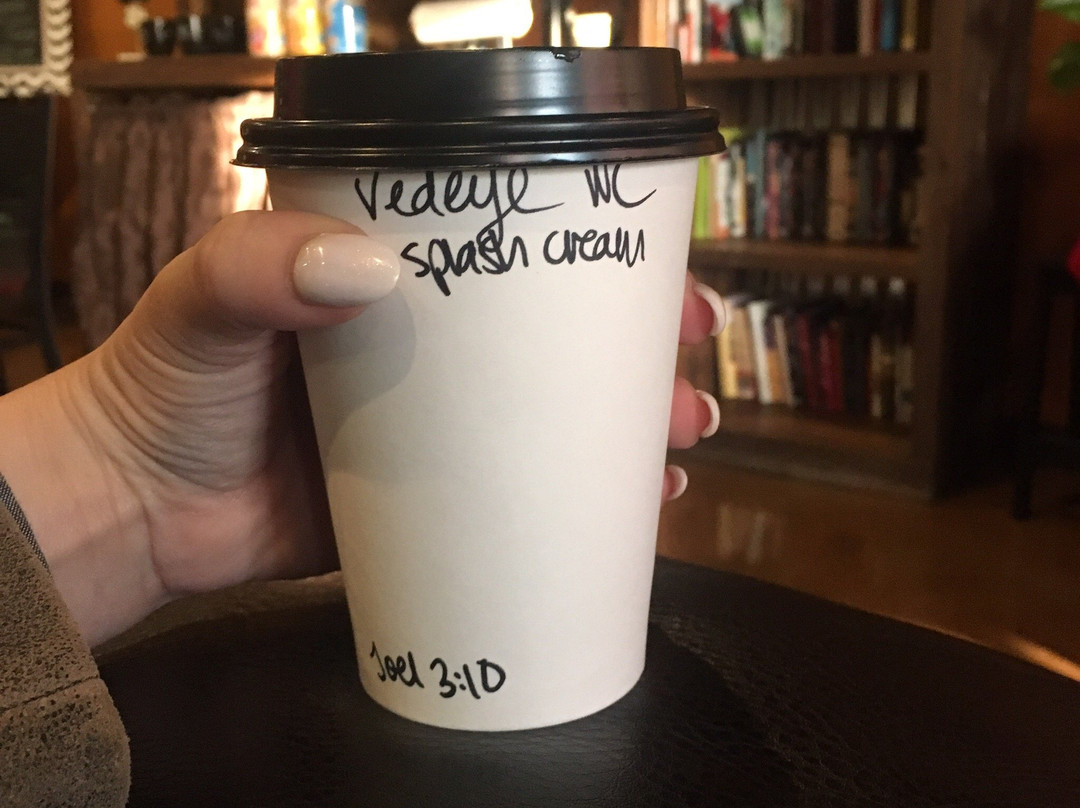 redeye WC
splash cream
Joel 3:10